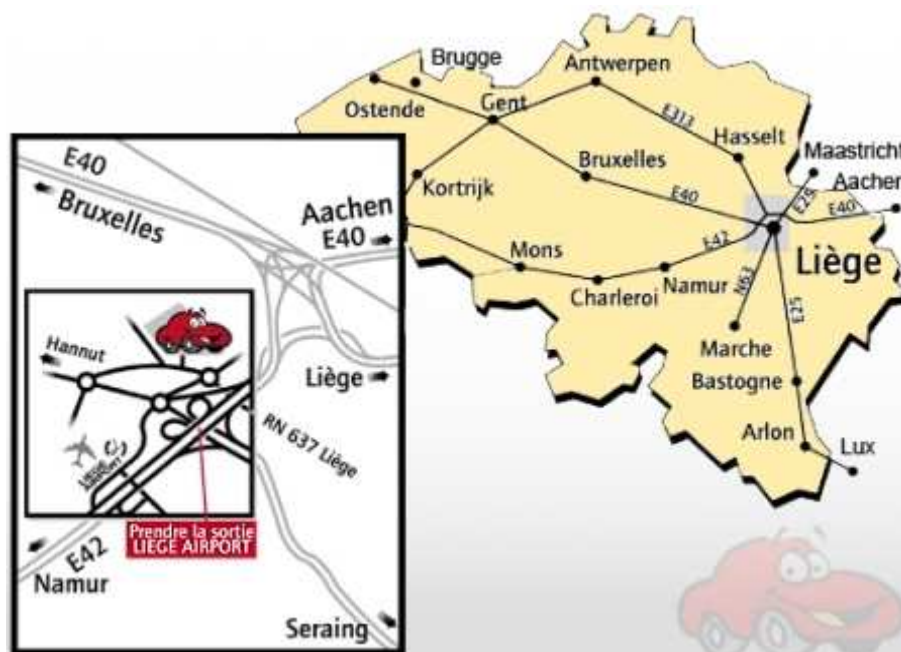 Brugge
Antwerpen
Ostende
Gent
E313
Hasselt
Maastricht
Bruxelles
Aachen
Kortrijk
E40
E25
E40
Mons
E42
Liège
Charleroi
Namur
N63
E25
Marche
Bastogne
Arlon
Lux
E40
Bruxelles
Aachen
E40
Hannut
Liège
RN 637 Liège
LIEGE
AIRPORT
Prendre la sortie
LIEGE AIRPORT
E42
Namur
Seraing